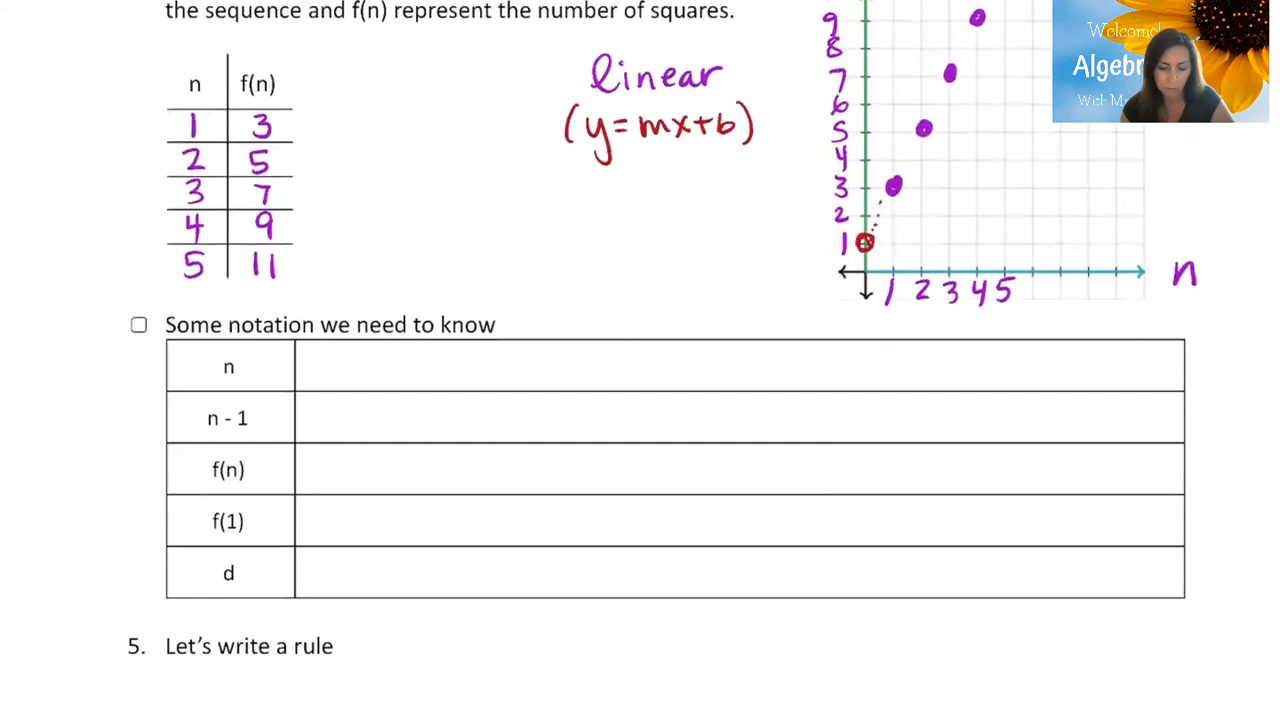 the sequence and f(n) represent the number of squares.
n f(n)
1 3
2 5
3 7
4 9
5 11
linear
(y=mx+b)
9
8
7
6
5
4
3
2
1
1 2 3 4 5
n
Welcome!
Algebr
With M
Some notation we need to know
n
n - 1
f(n)
f(1)
d
5. Let's write a rule